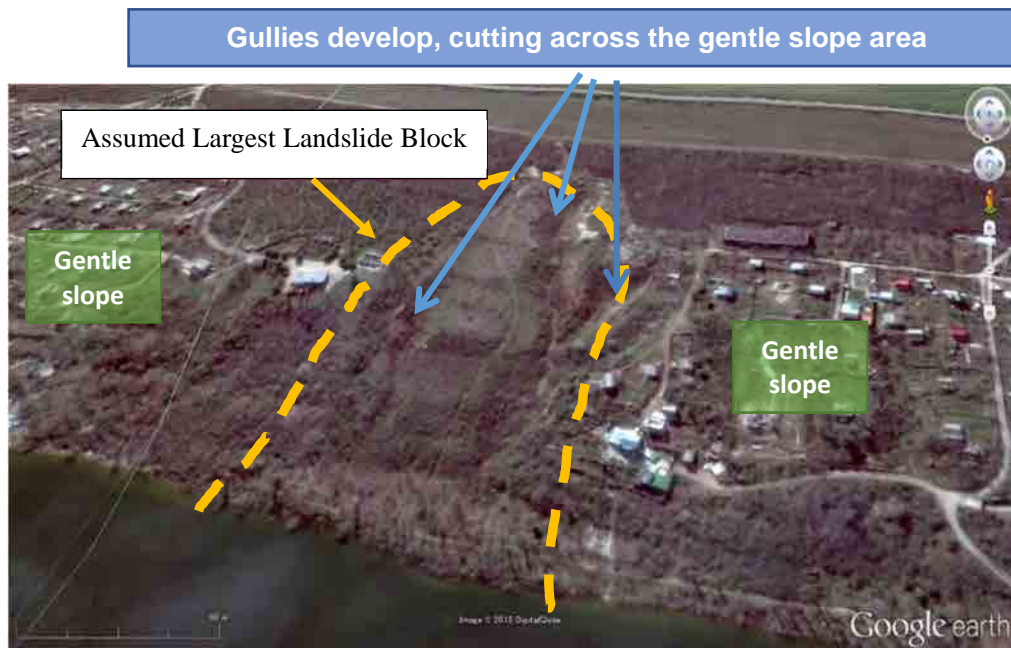 Gullies develop, cutting across the gentle slope area
Assumed Largest Landslide Block
Gentle
slope
Gentle
slope
Google earth